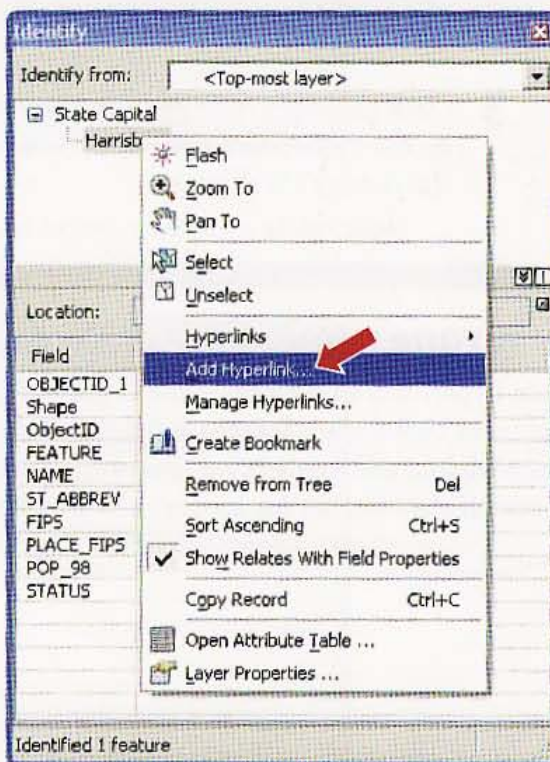 Identify
Identify from: <Top-most layer>
State Capital
Harrisb
Flash
Zoom To
Pan To
Select
Unselect
Location:
Hyperlinks
Field
Add Hyperlink...
OBJECTID_1
Manage Hyperlinks...
Shape
ObjectID
Create Bookmark
FEATURE
NAME
Remove from Tree Del
ST_ABBREV
FIPS
Sort Ascending Ctrl+S
PLACE_FIPS
Show Relates With Field Properties
POP_98
STATUS
Copy Record Ctrl+C
Open Attribute Table ...
Layer Properties ...
Identified 1 feature